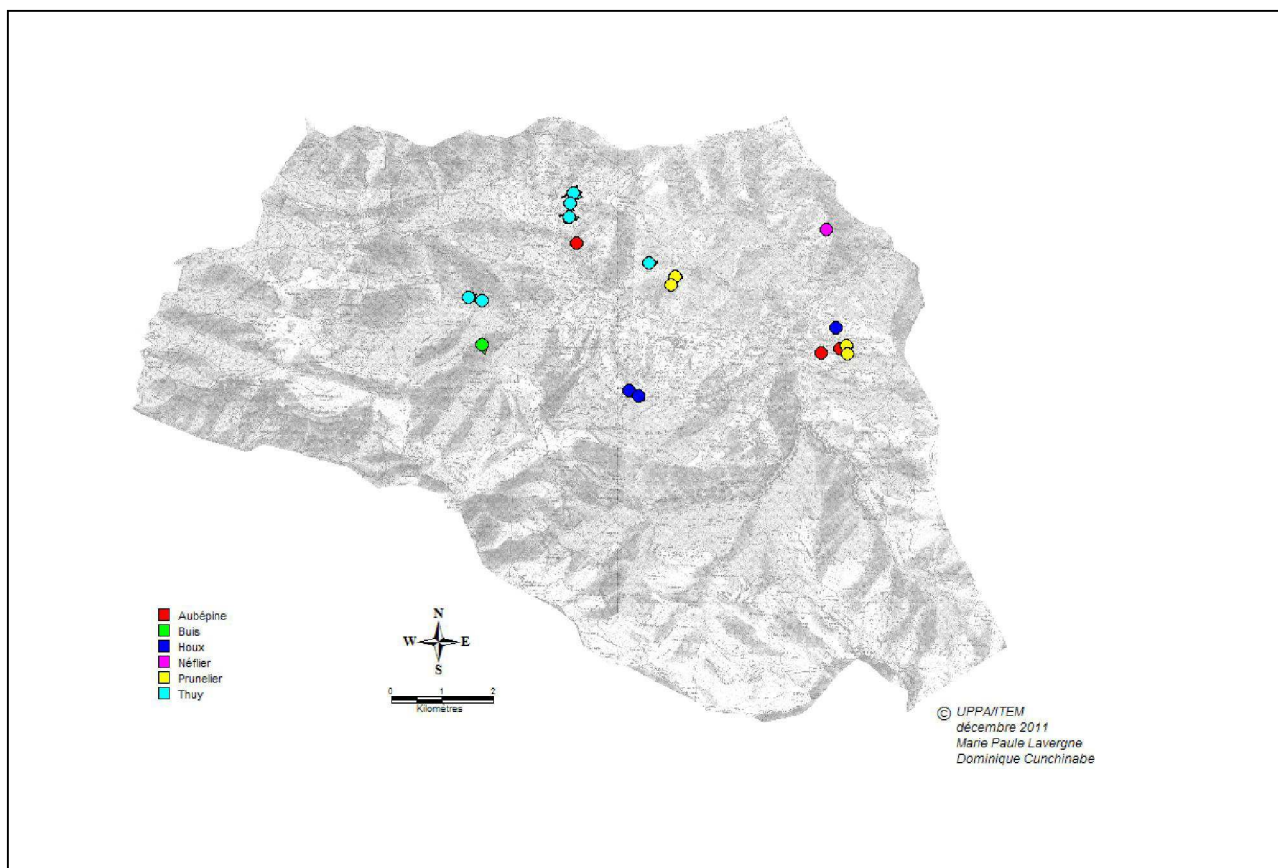 Aubépine
Buis
Houx
Néflier
Prunelier
Thuy
N
W E
S
0 1 2
Kilomètres
© UPPA/ITEM
décembre 2011
Marie Paule Lavergne
Dominique Cunchinabe